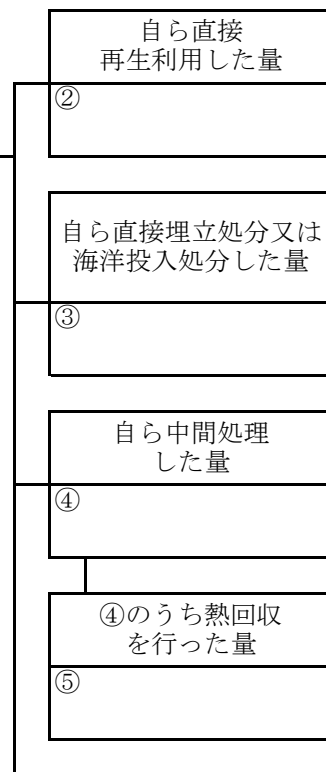 自ら直接
再生利用した量
②
自ら直接埋立処分又は
海洋投入処分した量
③
自ら中間処理
した量
④
④のうち熱回収
を行った量
⑤